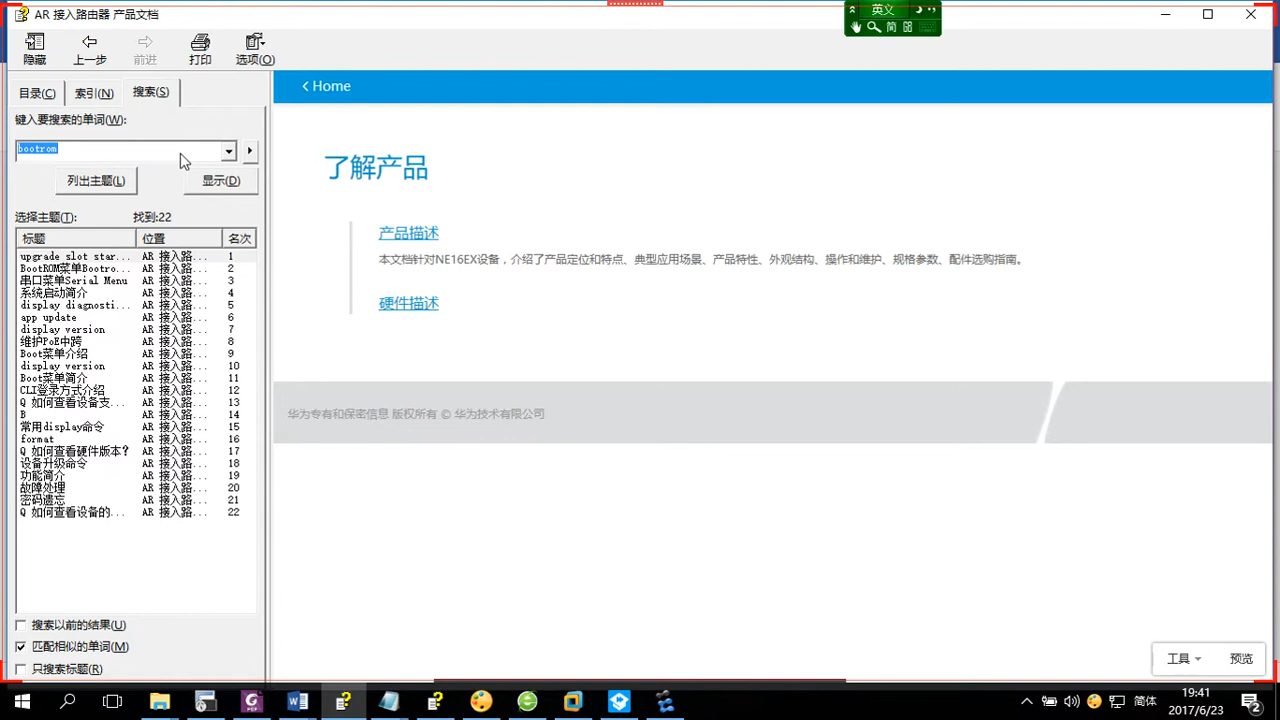 AR 接入路由器 产品文档
英文
简
隐藏
上一步
前进
打印
选项(O)
目录(C)
索引(N)
搜索(S)
键入要搜索的单词(W):
bootrom
列出主题(L)
显示(D)
选择主题(T):
找到:22
标题 位置 名次
upgrade slot star... AR 接入路... 1
BootROM菜单Bootro... AR 接入路... 2
串口菜单Serial Menu AR 接入路... 3
系统启动简介 AR 接入路... 4
display diagnosti... AR 接入路... 5
app update AR 接入路... 6
display version AR 接入路... 7
维护PoE中跨 AR 接入路... 8
Boot菜单介绍 AR 接入路... 9
display version AR 接入路... 10
Boot菜单简介 AR 接入路... 11
CLI登录方式介绍 AR 接入路... 12
Q 如何查看设备支... AR 接入路... 13
B AR 接入路... 14
常用display命令 AR 接入路... 15
format AR 接入路... 16
Q 如何查看硬件版本? AR 接入路... 17
设备升级命令 AR 接入路... 18
功能简介 AR 接入路... 19
故障处理 AR 接入路... 20
密码遗忘 AR 接入路... 21
Q 如何查看设备的... AR 接入路... 22
搜索以前的结果(U)
匹配相似的单词(M)
只搜索标题(R)
Home
了解产品
产品描述
本文档针对NE16EX设备，介绍了产品定位和特点、典型应用场景、产品特性、外观结构、操作和维护、规格参数、配件选购指南。
硬件描述
华为专有和保密信息 版权所有 © 华为技术有限公司
工具
预览
简体
19:41
2017/6/23
2